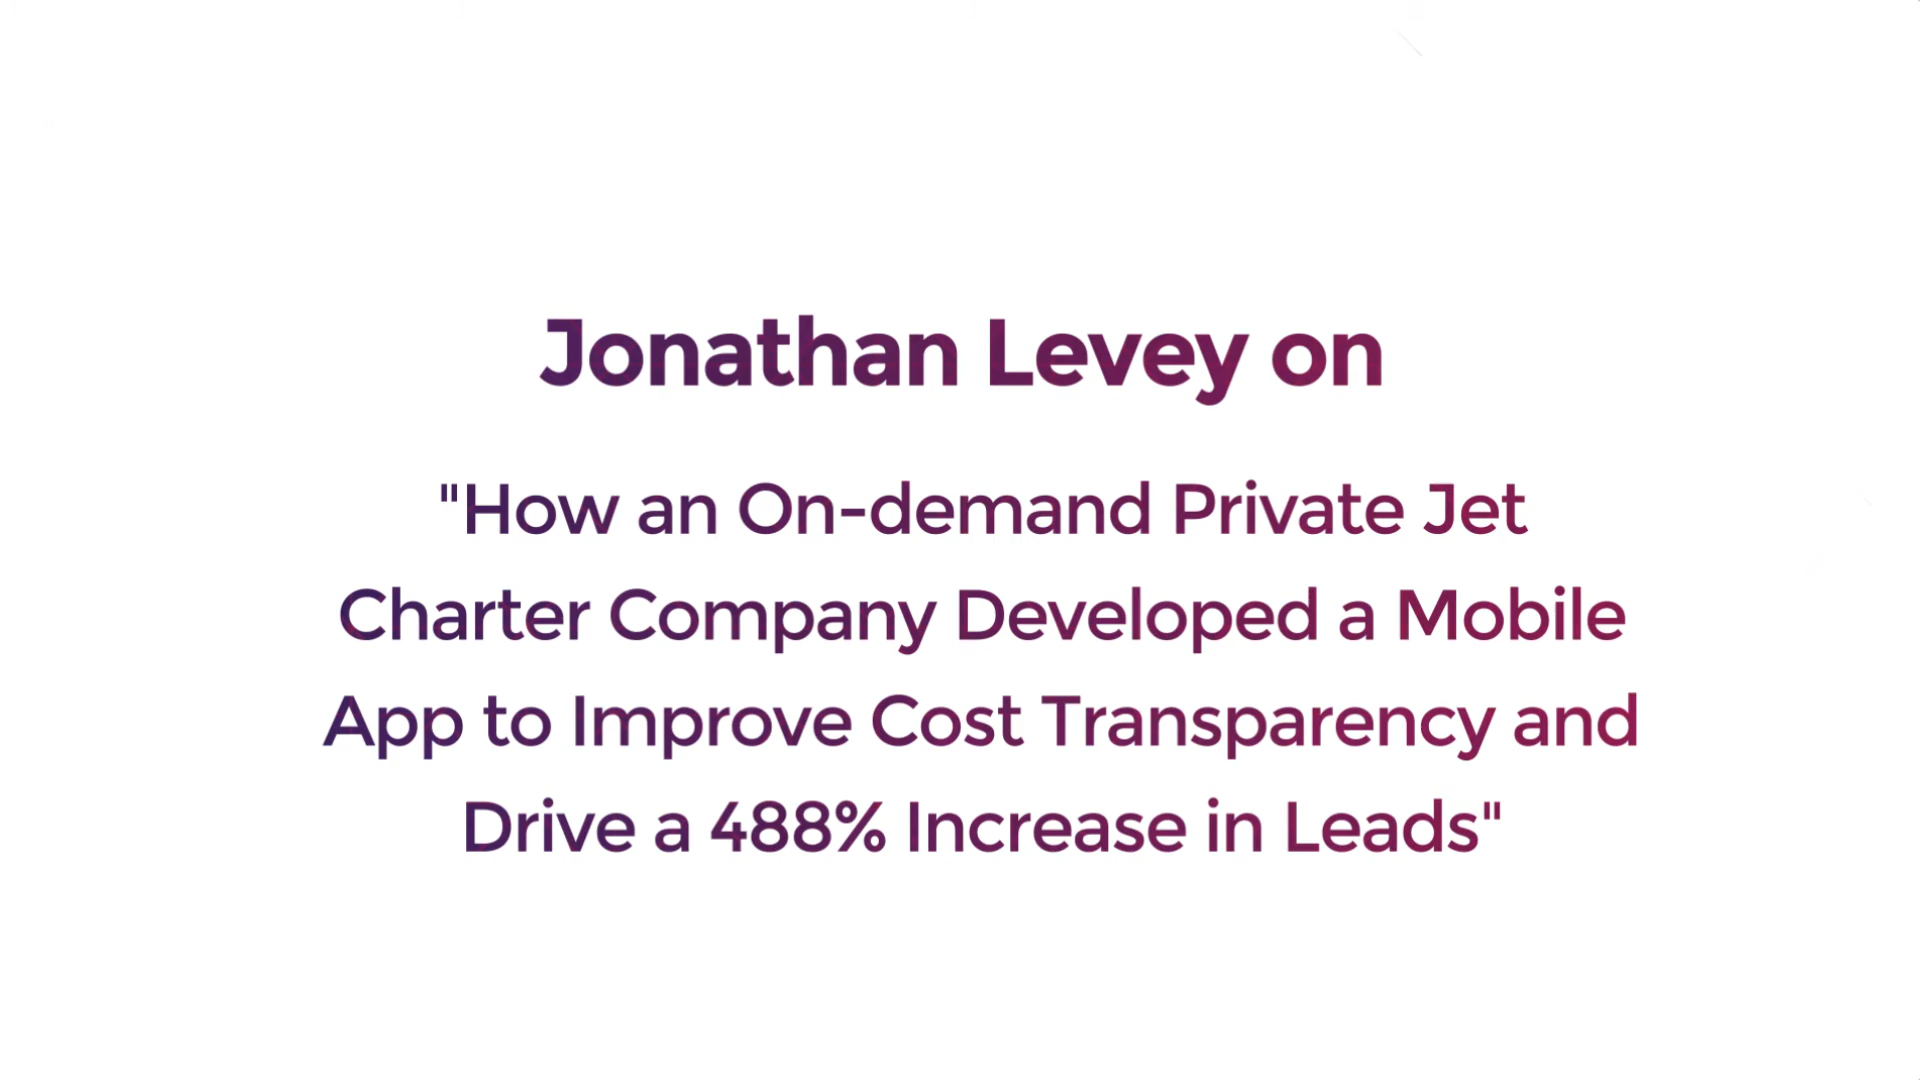 Jonathan Levey on
"How an On-demand Private Jet
Charter Company Developed a Mobile
App to Improve Cost Transparency and
Drive a 488% Increase in Leads"